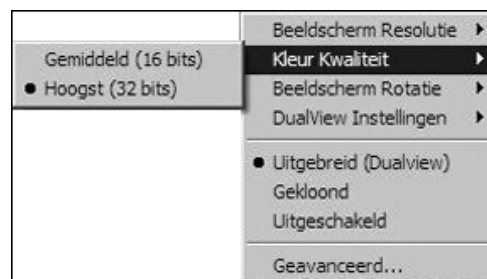 Gemiddeld (16 bits)
Hoogst (32 bits)
Beeldscherm Resolutie
Kleur Kwaliteit
Beeldscherm Rotatie
DualView Instellingen
Uitgebreid (Dualview)
Gekloond
Uitgeschakeld
Geavanceerd...